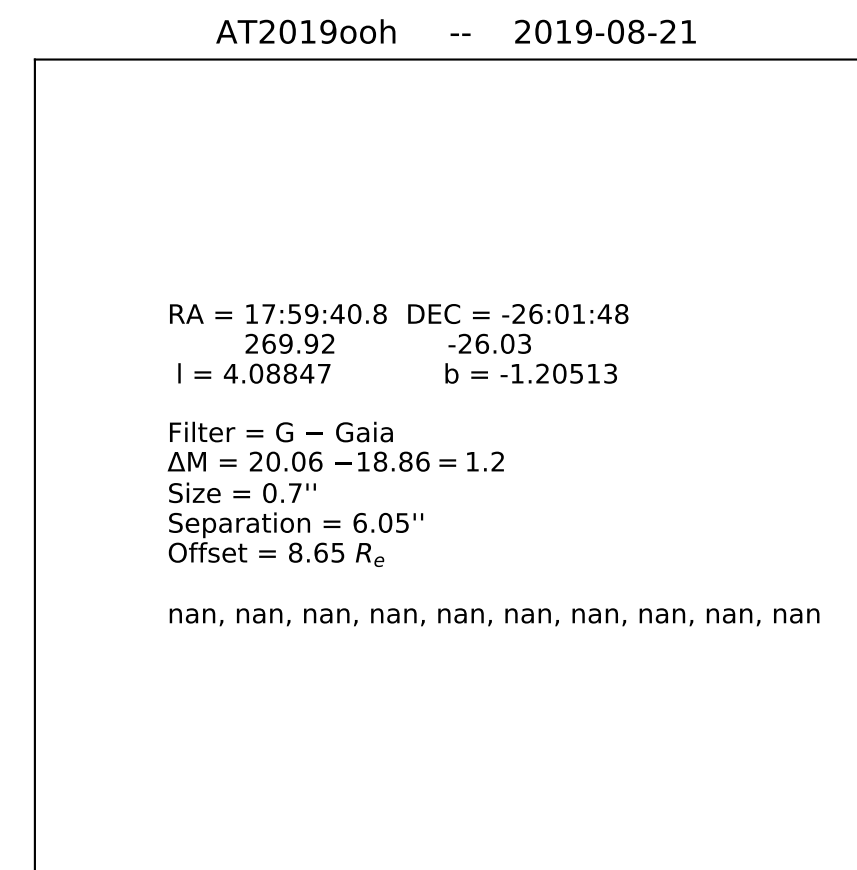 AT2019ooh -- 2019-08-21
RA = 17:59:40.8 DEC = -26:01:48
269.92 -26.03
l = 4.08847 b = -1.20513
Filter = G − Gaia
ΔM = 20.06 −18.86 = 1.2
Size = 0.7''
Separation = 6.05''
Offset = 8.65 Re
nan, nan, nan, nan, nan, nan, nan, nan, nan, nan